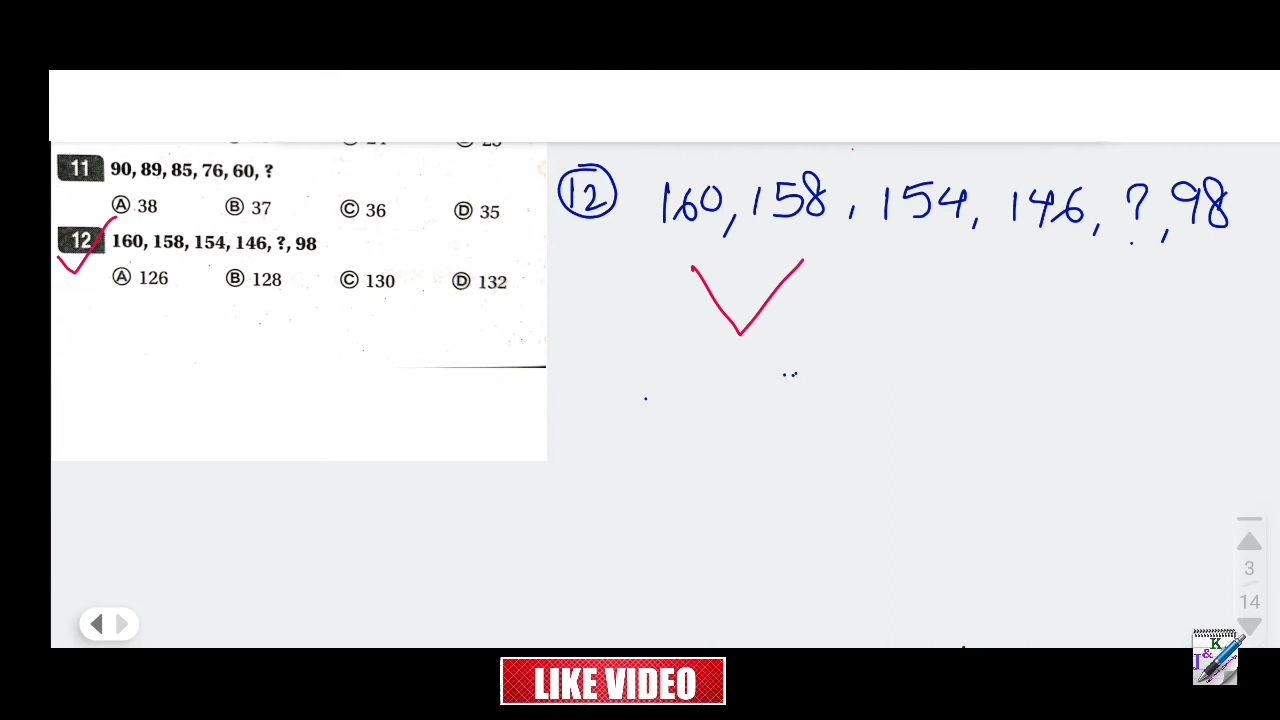 11 90, 89, 85, 76, 60, ?
Ⓐ 38 Ⓑ 37 Ⓒ 36 Ⓓ 35
12 160, 158, 154, 146, ?, 98
Ⓐ 126 Ⓑ 128 Ⓒ 130 Ⓓ 132
⑫ 160, 158, 154, 146, ?, 98
3
14
J&K
LIKE VIDEO